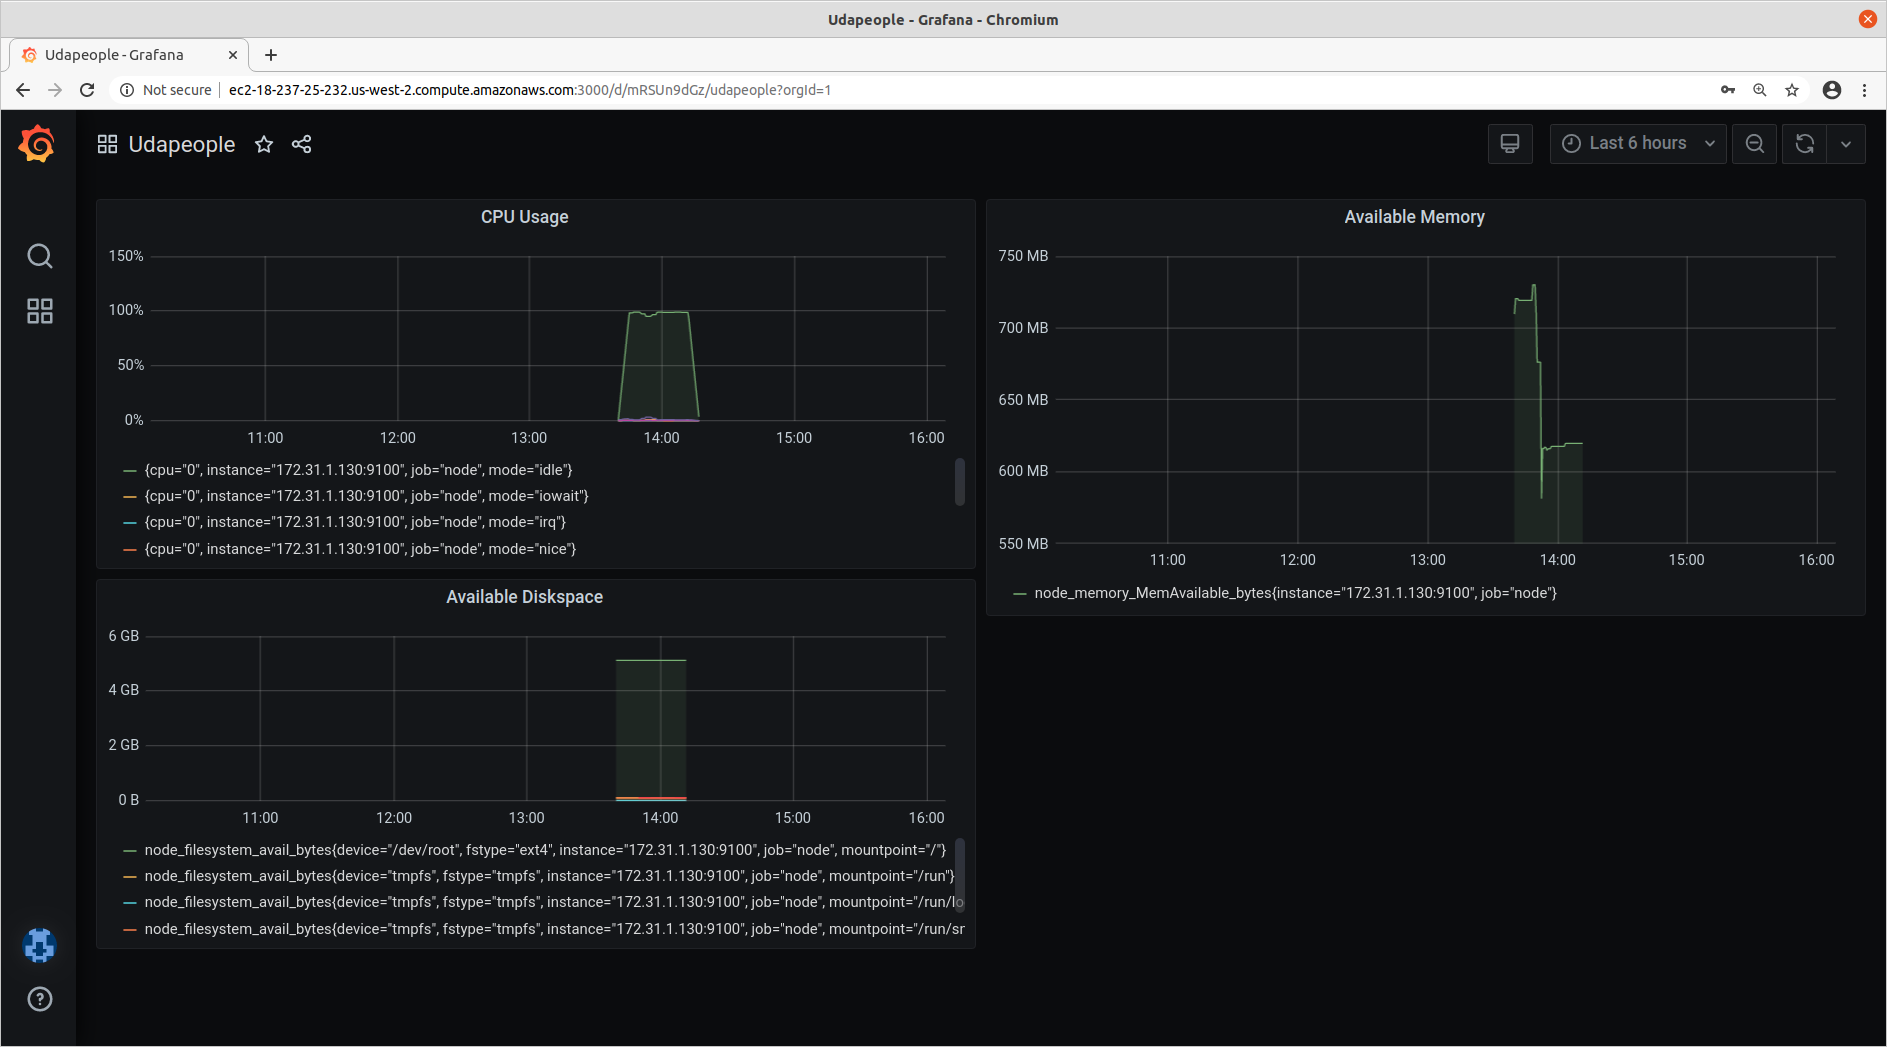 Udapeople - Grafana - Chromium
Udapeople - Grafana
Not secure ec2-18-237-25-232.us-west-2.compute.amazonaws.com:3000/d/mRSUn9dGz/udapeople?orgId=1
Udapeople
Last 6 hours
CPU Usage
150%
100%
50%
0%
11:00 12:00 13:00 14:00 15:00 16:00
{cpu="0", instance="172.31.1.130:9100", job="node", mode="idle"}
{cpu="0", instance="172.31.1.130:9100", job="node", mode="iowait"}
{cpu="0", instance="172.31.1.130:9100", job="node", mode="irq"}
{cpu="0", instance="172.31.1.130:9100", job="node", mode="nice"}
Available Memory
750 MB
700 MB
650 MB
600 MB
550 MB
11:00 12:00 13:00 14:00 15:00 16:00
node_memory_MemAvailable_bytes{instance="172.31.1.130:9100", job="node"}
Available Diskspace
6 GB
4 GB
2 GB
0 B
11:00 12:00 13:00 14:00 15:00 16:00
node_filesystem_avail_bytes{device="/dev/root", fstype="ext4", instance="172.31.1.130:9100", job="node", mountpoint="/"}
node_filesystem_avail_bytes{device="tmpfs", fstype="tmpfs", instance="172.31.1.130:9100", job="node", mountpoint="/run"}
node_filesystem_avail_bytes{device="tmpfs", fstype="tmpfs", instance="172.31.1.130:9100", job="node", mountpoint="/run/lo
node_filesystem_avail_bytes{device="tmpfs", fstype="tmpfs", instance="172.31.1.130:9100", job="node", mountpoint="/run/sr